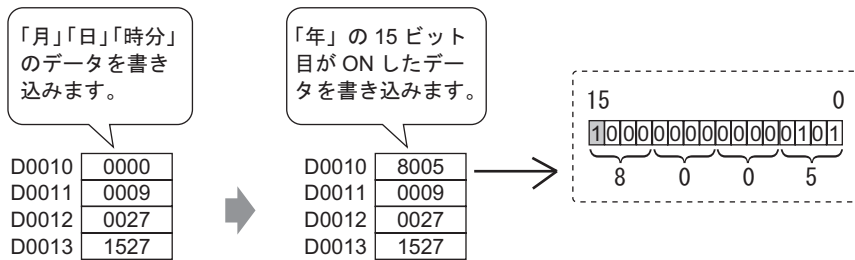 「月」「日」「時分」
のデータを書き
込みます。
「年」の 15 ビット
目が ON したデー
タを書き込みます。
D0010 0000
D0011 0009
D0012 0027
D0013 1527
D0010 8005
D0011 0009
D0012 0027
D0013 1527
15 0
1000000000000101
8 0 0 5